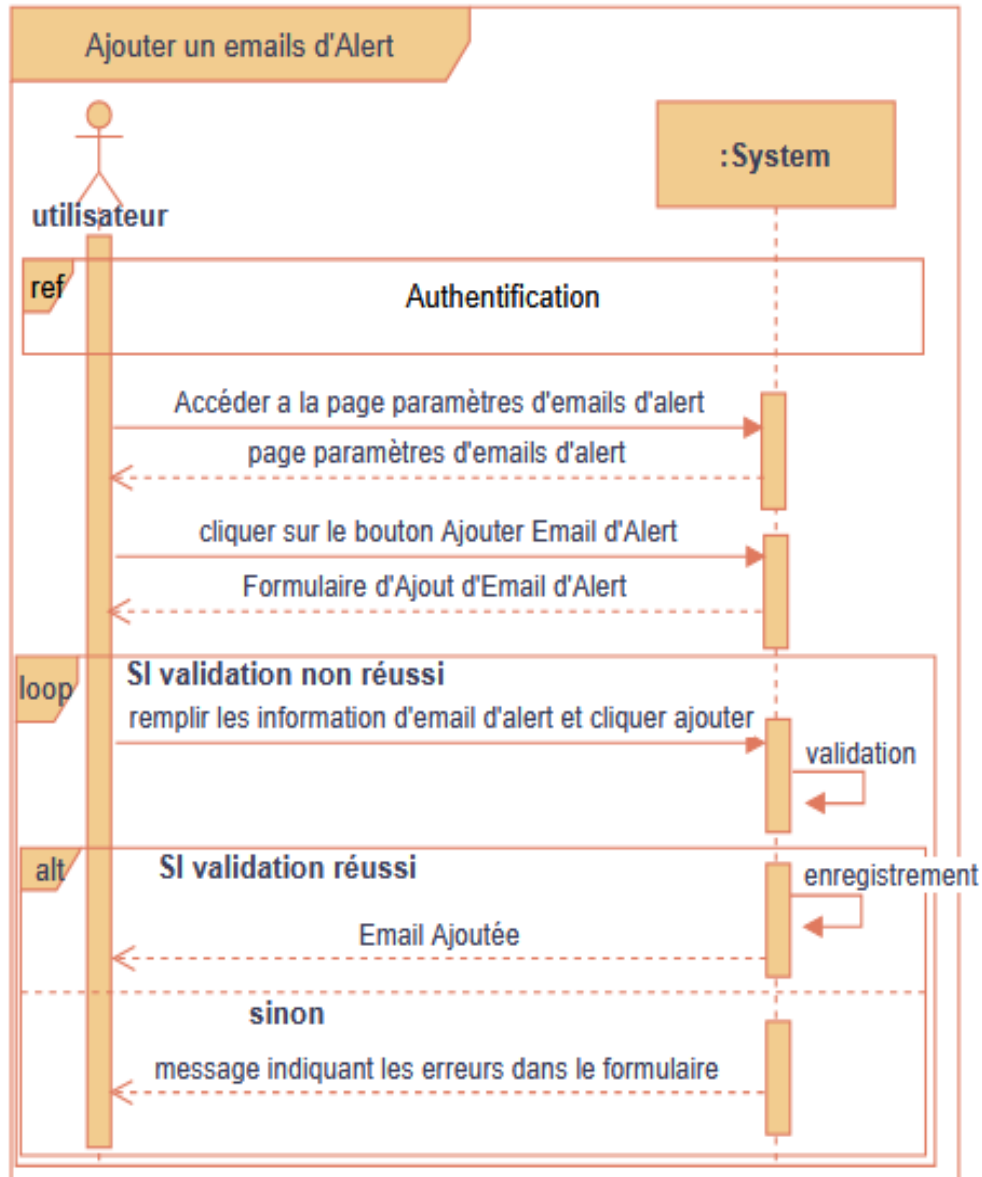 Ajouter un emails d'Alert
:System
utilisateur
ref
Authentification
Accéder a la page paramètres d'emails d'alert
page paramètres d'emails d'alert
cliquer sur le bouton Ajouter Email d'Alert
Formulaire d'Ajout d'Email d'Alert
loop
SI validation non réussi
remplir les information d'email d'alert et cliquer ajouter
validation
alt
SI validation réussi
enregistrement
Email Ajoutée
sinon
message indiquant les erreurs dans le formulaire